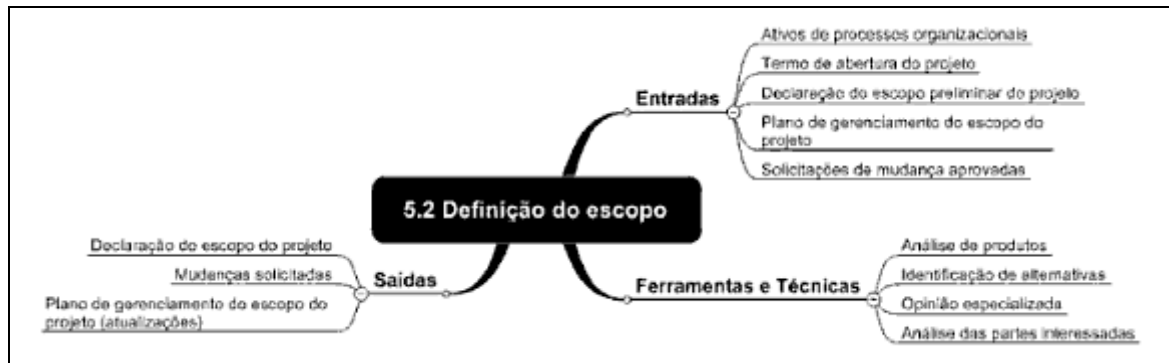 5.2 Definição do escopo
Entradas
Ativos de processos organizacionais
Termo de abertura do projeto
Declaração do escopo preliminar do projeto
Plano de gerenciamento do escopo do
projeto
Solicitações de mudança aprovadas
Ferramentas e Técnicas
Análise de produtos
Identificação de alternativas
Opinião especializada
Análise das partes interessadas
Saídas
Declaração do escopo do projeto
Mudanças solicitadas
Plano de gerenciamento do escopo do
projeto (atualizações)